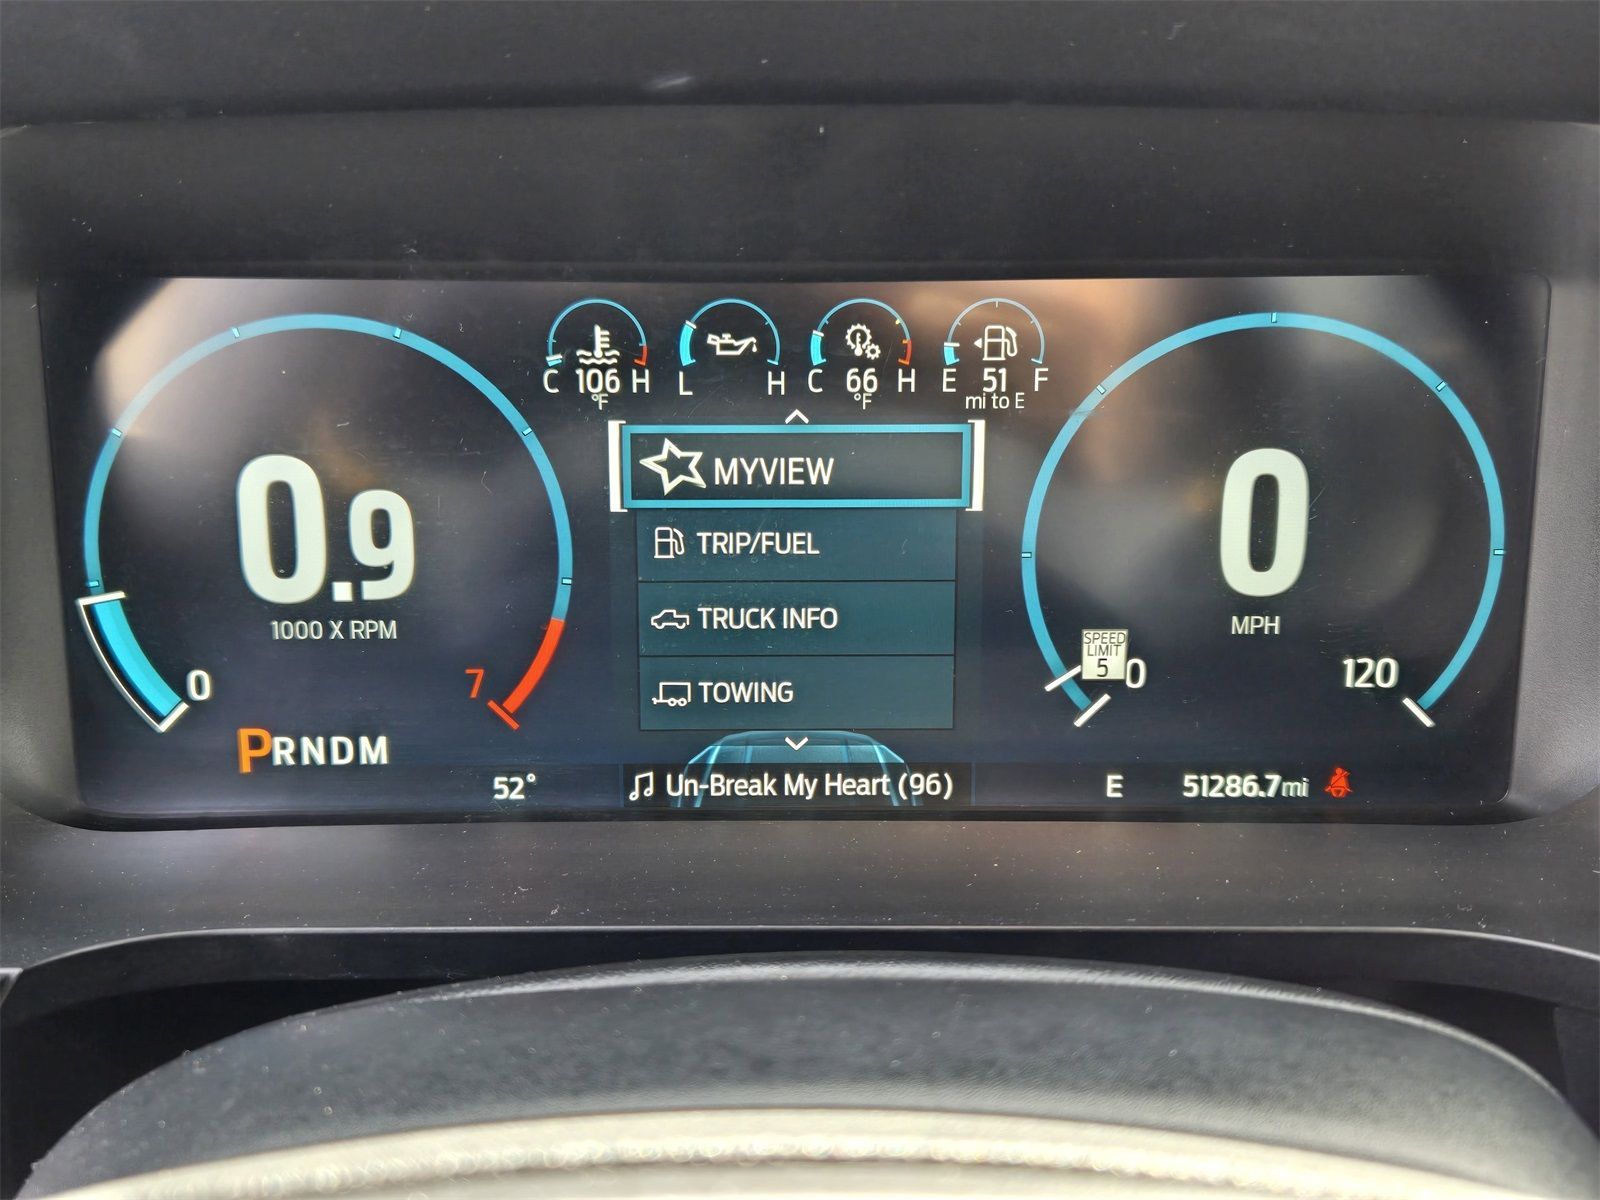 C 106 H
°F
L H
C 66 H
°F
E 51 F
mi to E
0.9
1000 X RPM
0
7
PRNDM
52°
MYVIEW
TRIP/FUEL
TRUCK INFO
TOWING
Un-Break My Heart (96)
0
MPH
SPEED
LIMIT
5
0
120
E
51286.7mi